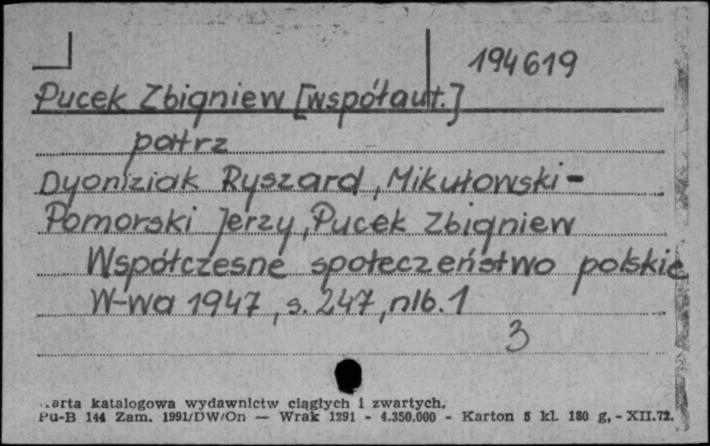 194619
Pucek Zbigniew [współaut.]
patrz
Dyoniziak Ryszard, Mikułowski-
Pomorski Jerzy, Pucek Zbigniew
Współczesne społeczeństwo polskie
W-wa 1947, s. 247, nlb. 1
3
Karta katalogowa wydawnictw ciągłych i zwartych.
Pu-B 144 Zam. 1991/DW/On — Wrak 1291 - 4.350.000 - Karton 5 kl. 180 g, - XII.72.